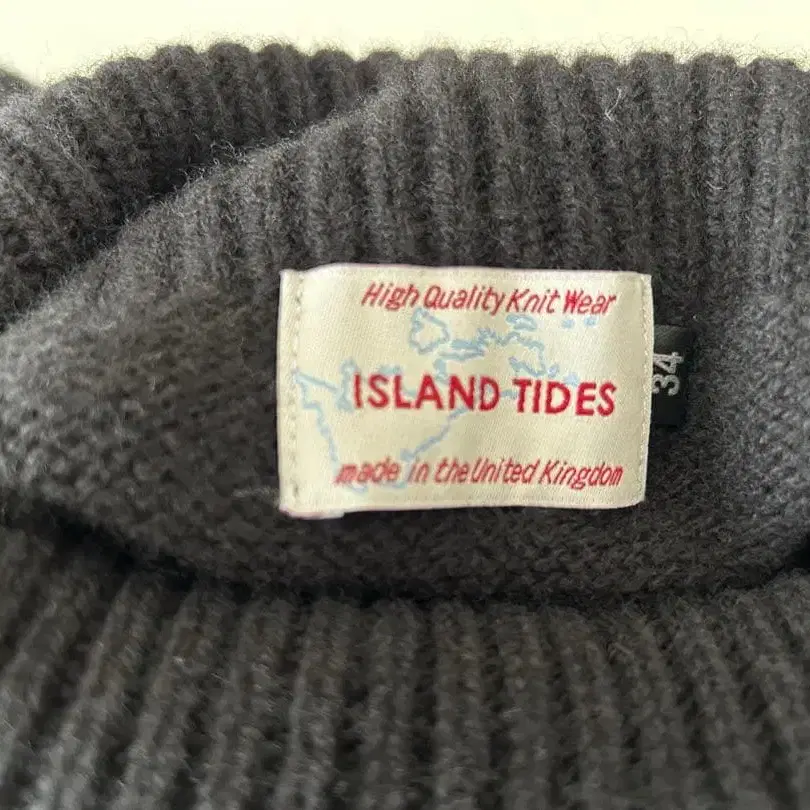 High Quality Knit Wear
ISLAND TIDES
made in the United Kingdom
34